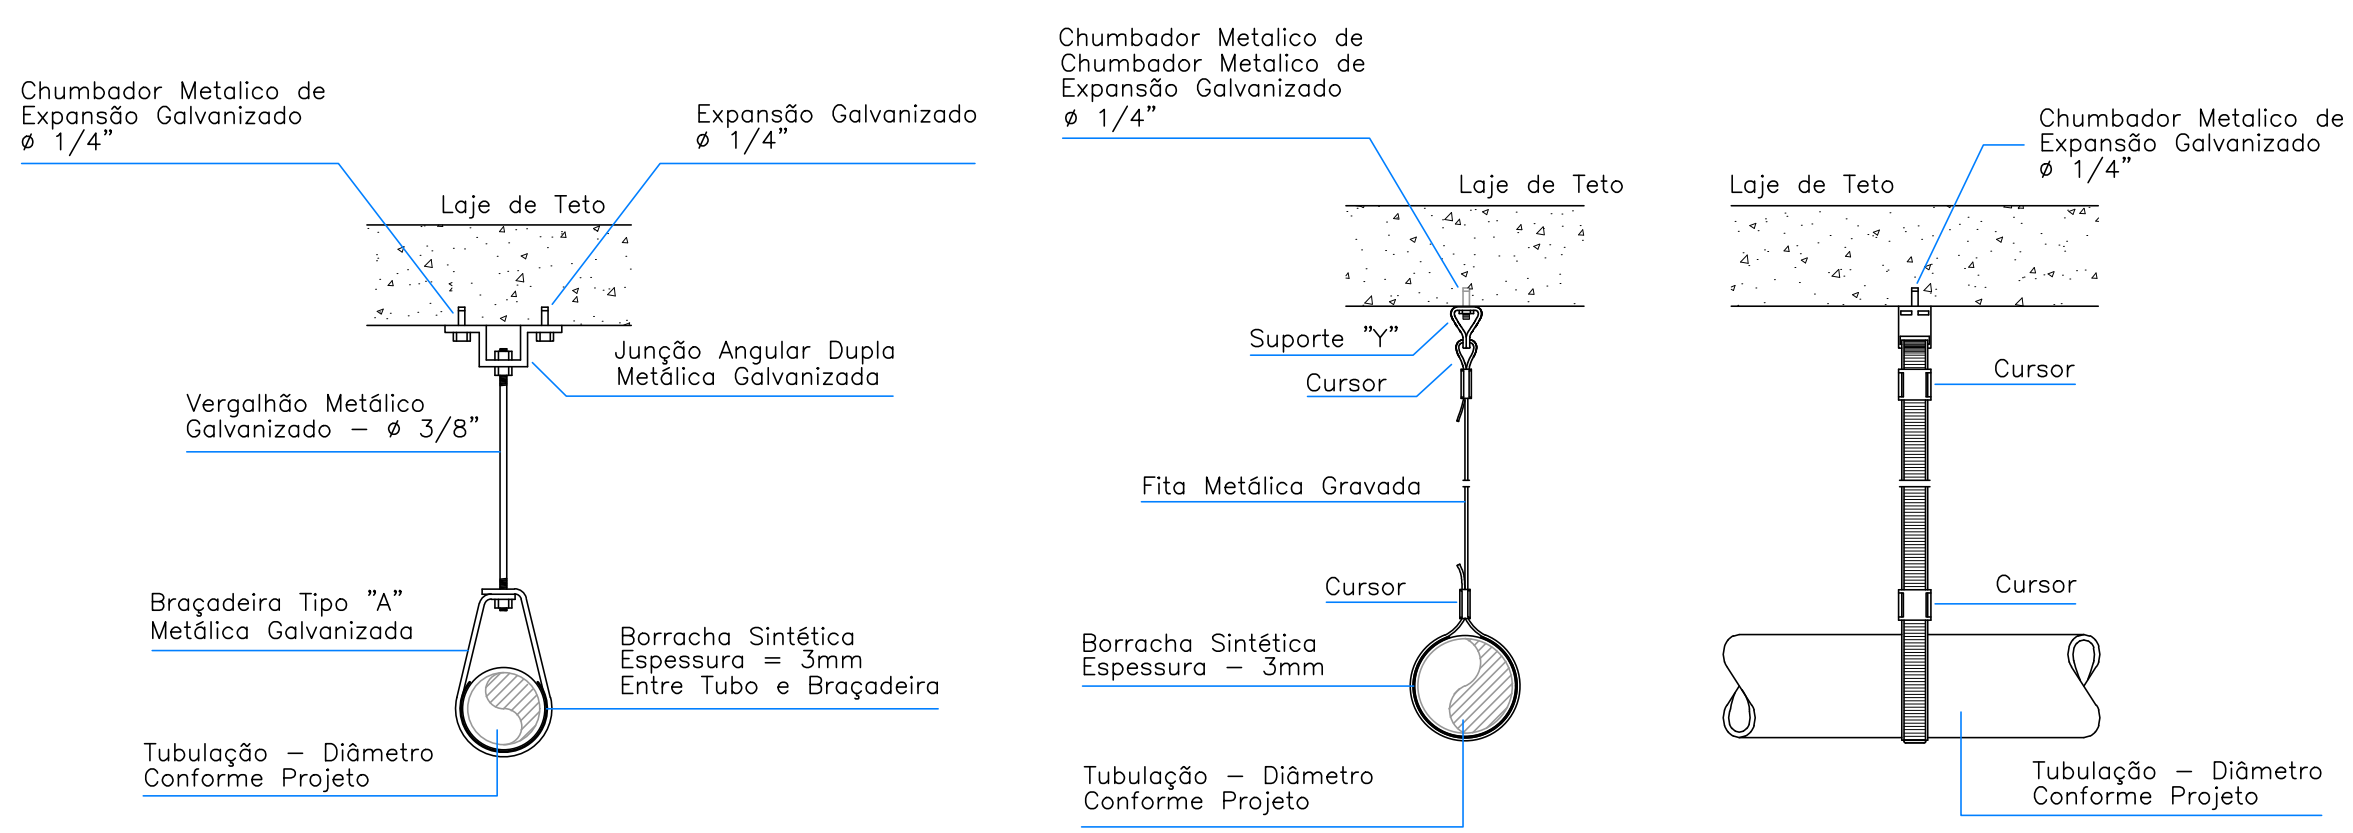 Chumbador Metalico de
Expansão Galvanizado
ø 1/4"
Expansão Galvanizado
ø 1/4"
Laje de Teto
Junção Angular Dupla
Metálica Galvanizada
Vergalhão Metálico
Galvanizado - ø 3/8"
Braçadeira Tipo "A"
Metálica Galvanizada
Borracha Sintética
Espessura = 3mm
Entre Tubo e Braçadeira
Tubulação - Diâmetro
Conforme Projeto
Chumbador Metalico de
Chumbador Metalico de
Expansão Galvanizado
ø 1/4"
Laje de Teto
Suporte "Y"
Cursor
Fita Metálica Gravada
Cursor
Borracha Sintética
Espessura - 3mm
Tubulação - Diâmetro
Conforme Projeto
Chumbador Metalico de
Expansão Galvanizado
ø 1/4"
Laje de Teto
Cursor
Cursor
Tubulação - Diâmetro
Conforme Projeto